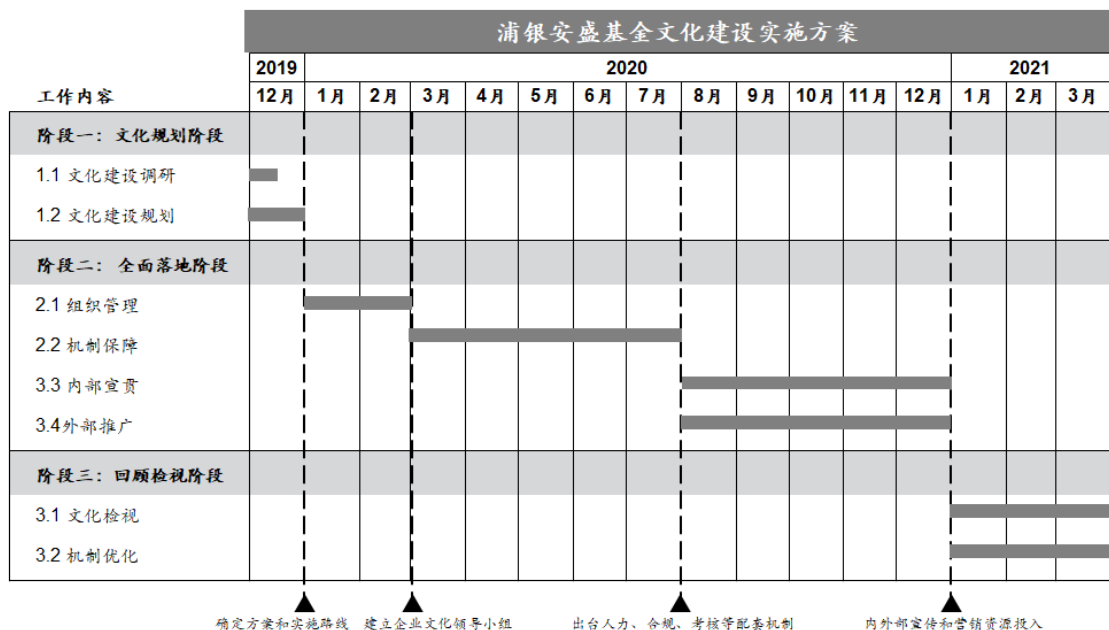 浦银安盛基金文化建设实施方案
2019 2020 2021
工作内容 12月 1月 2月 3月 4月 5月 6月 7月 8月 9月 10月 11月 12月 1月 2月 3月
阶段一：文化规划阶段
1.1 文化建设调研
1.2 文化建设规划
阶段二：全面落地阶段
2.1 组织管理
2.2 机制保障
3.3 内部宣贯
3.4外部推广
阶段三：回顾检视阶段
3.1 文化检视
3.2 机制优化
确定方案和实施路线 建立企业文化领导小组 出台人力、合规、考核等配套机制 内外部宣传和营销资源投入